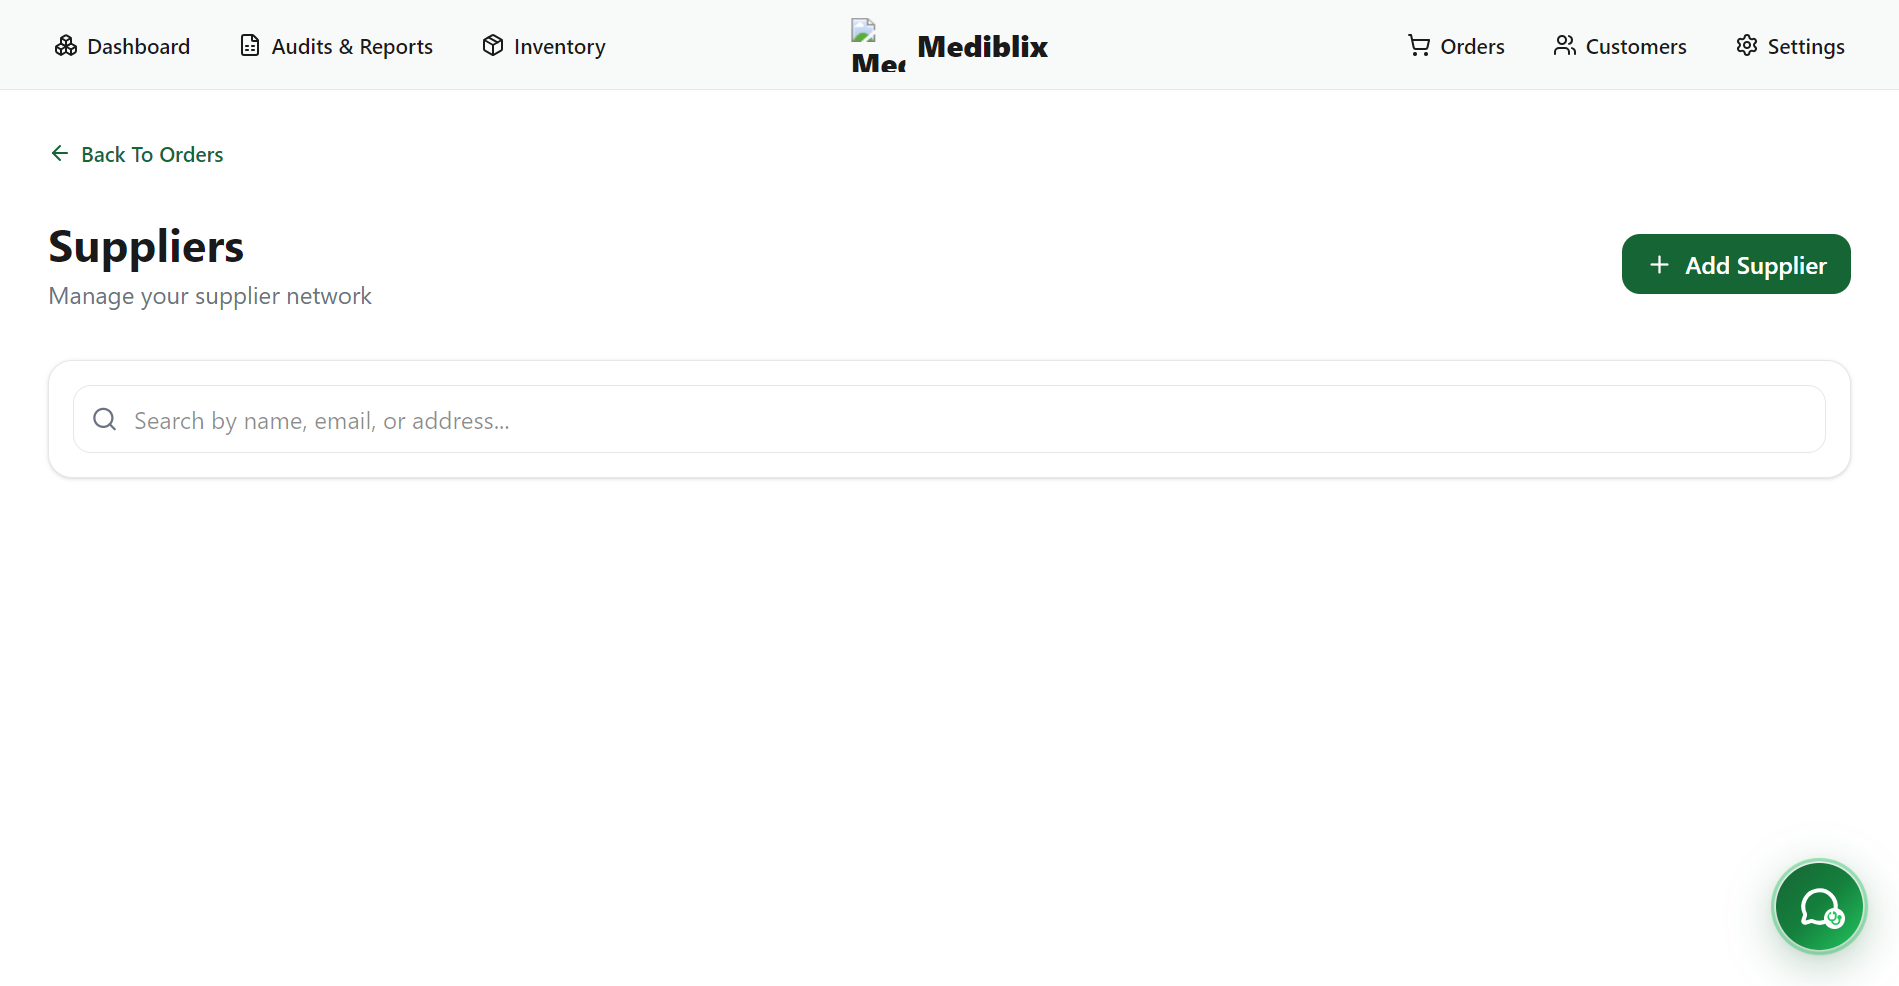 Dashboard
Audits & Reports
Inventory
Med
Mediblix
Orders
Customers
Settings
Back To Orders
Suppliers
Manage your supplier network
Add Supplier
Search by name, email, or address...